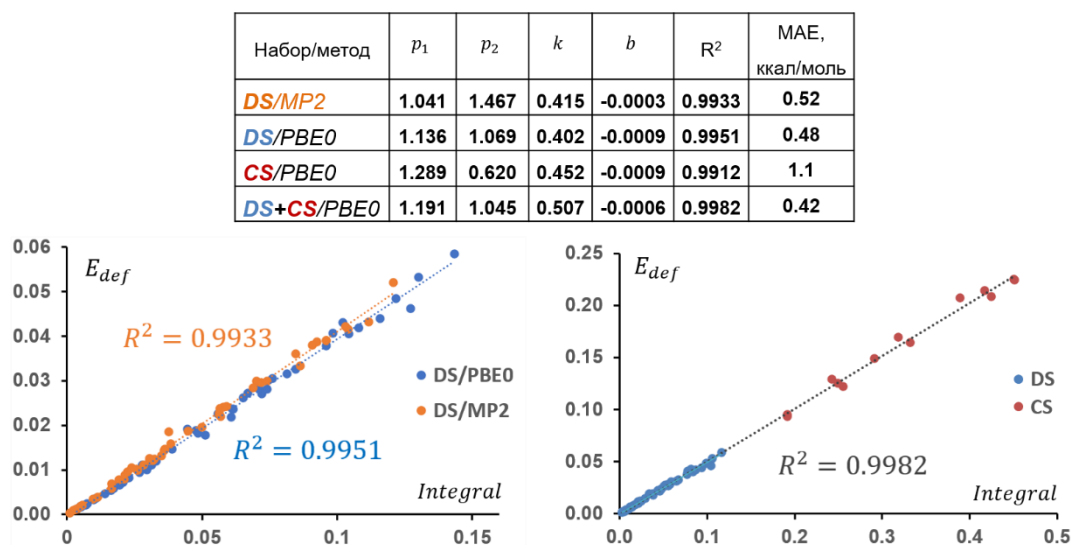 Набор/метод p₁ p₂ k b R² MAE, ккал/моль
DS/MP2 1.041 1.467 0.415 -0.0003 0.9933 0.52
DS/PBE0 1.136 1.069 0.402 -0.0009 0.9951 0.48
CS/PBE0 1.289 0.620 0.452 -0.0009 0.9912 1.1
DS+CS/PBE0 1.191 1.045 0.507 -0.0006 0.9982 0.42
0.06
E_def
0.05
R² = 0.9933
0.04
DS/PBE0
0.03
DS/MP2
0.02
R² = 0.9951
0.01
Integral
0.00
0 0.05 0.1 0.15
0.25
E_def
0.20
0.15
DS
0.10
CS
0.05
R² = 0.9982
Integral
0.00
0.0 0.1 0.2 0.3 0.4 0.5